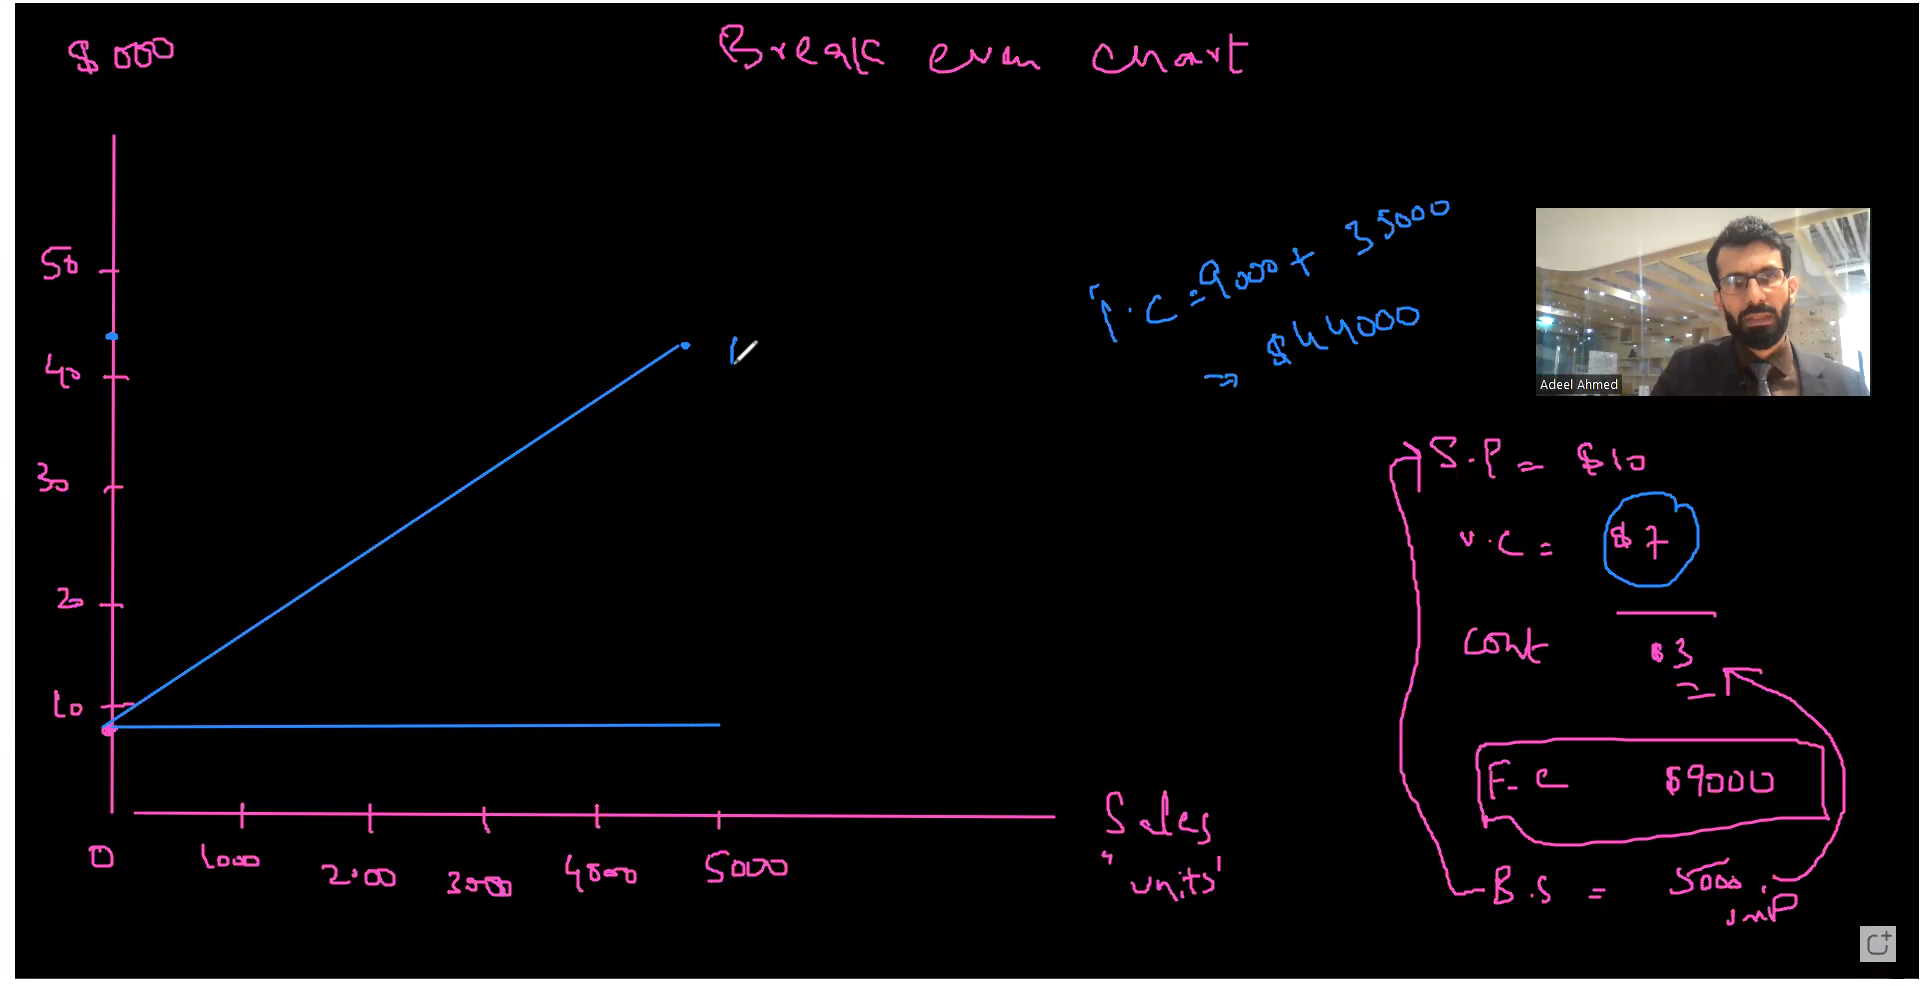 $000
Break even chart
50
40
30
20
10
0
1000
2000
3000
4000
5000
Sales
"units"
T.C = 9000 + 35000
⇒ $44000
Adeel Ahmed
S.P = $10
V.C = $7
Cont $3
F.C $9000
B.S = 5000